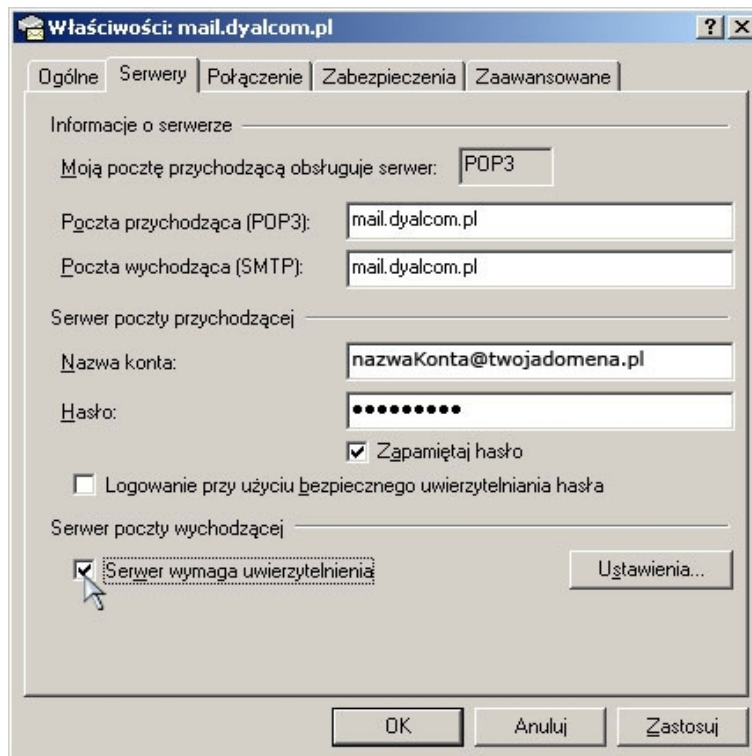 Właściwości: mail.dyalcom.pl
Ogólne Serwery Połączenie Zabezpieczenia Zaawansowane
Informacje o serwerze
Moją pocztę przychodzącą obsługuje serwer: POP3
Poczta przychodząca (POP3): mail.dyalcom.pl
Poczta wychodząca (SMTP): mail.dyalcom.pl
Serwer poczty przychodzącej
Nazwa konta: nazwaKonta@twojadomena.pl
Hasło: •••••••••
Zapamiętaj hasło
Logowanie przy użyciu bezpiecznego uwierzytelniania hasła
Serwer poczty wychodzącej
Serwer wymaga uwierzytelnienia Ustawienia...
OK Anuluj Zastosuj